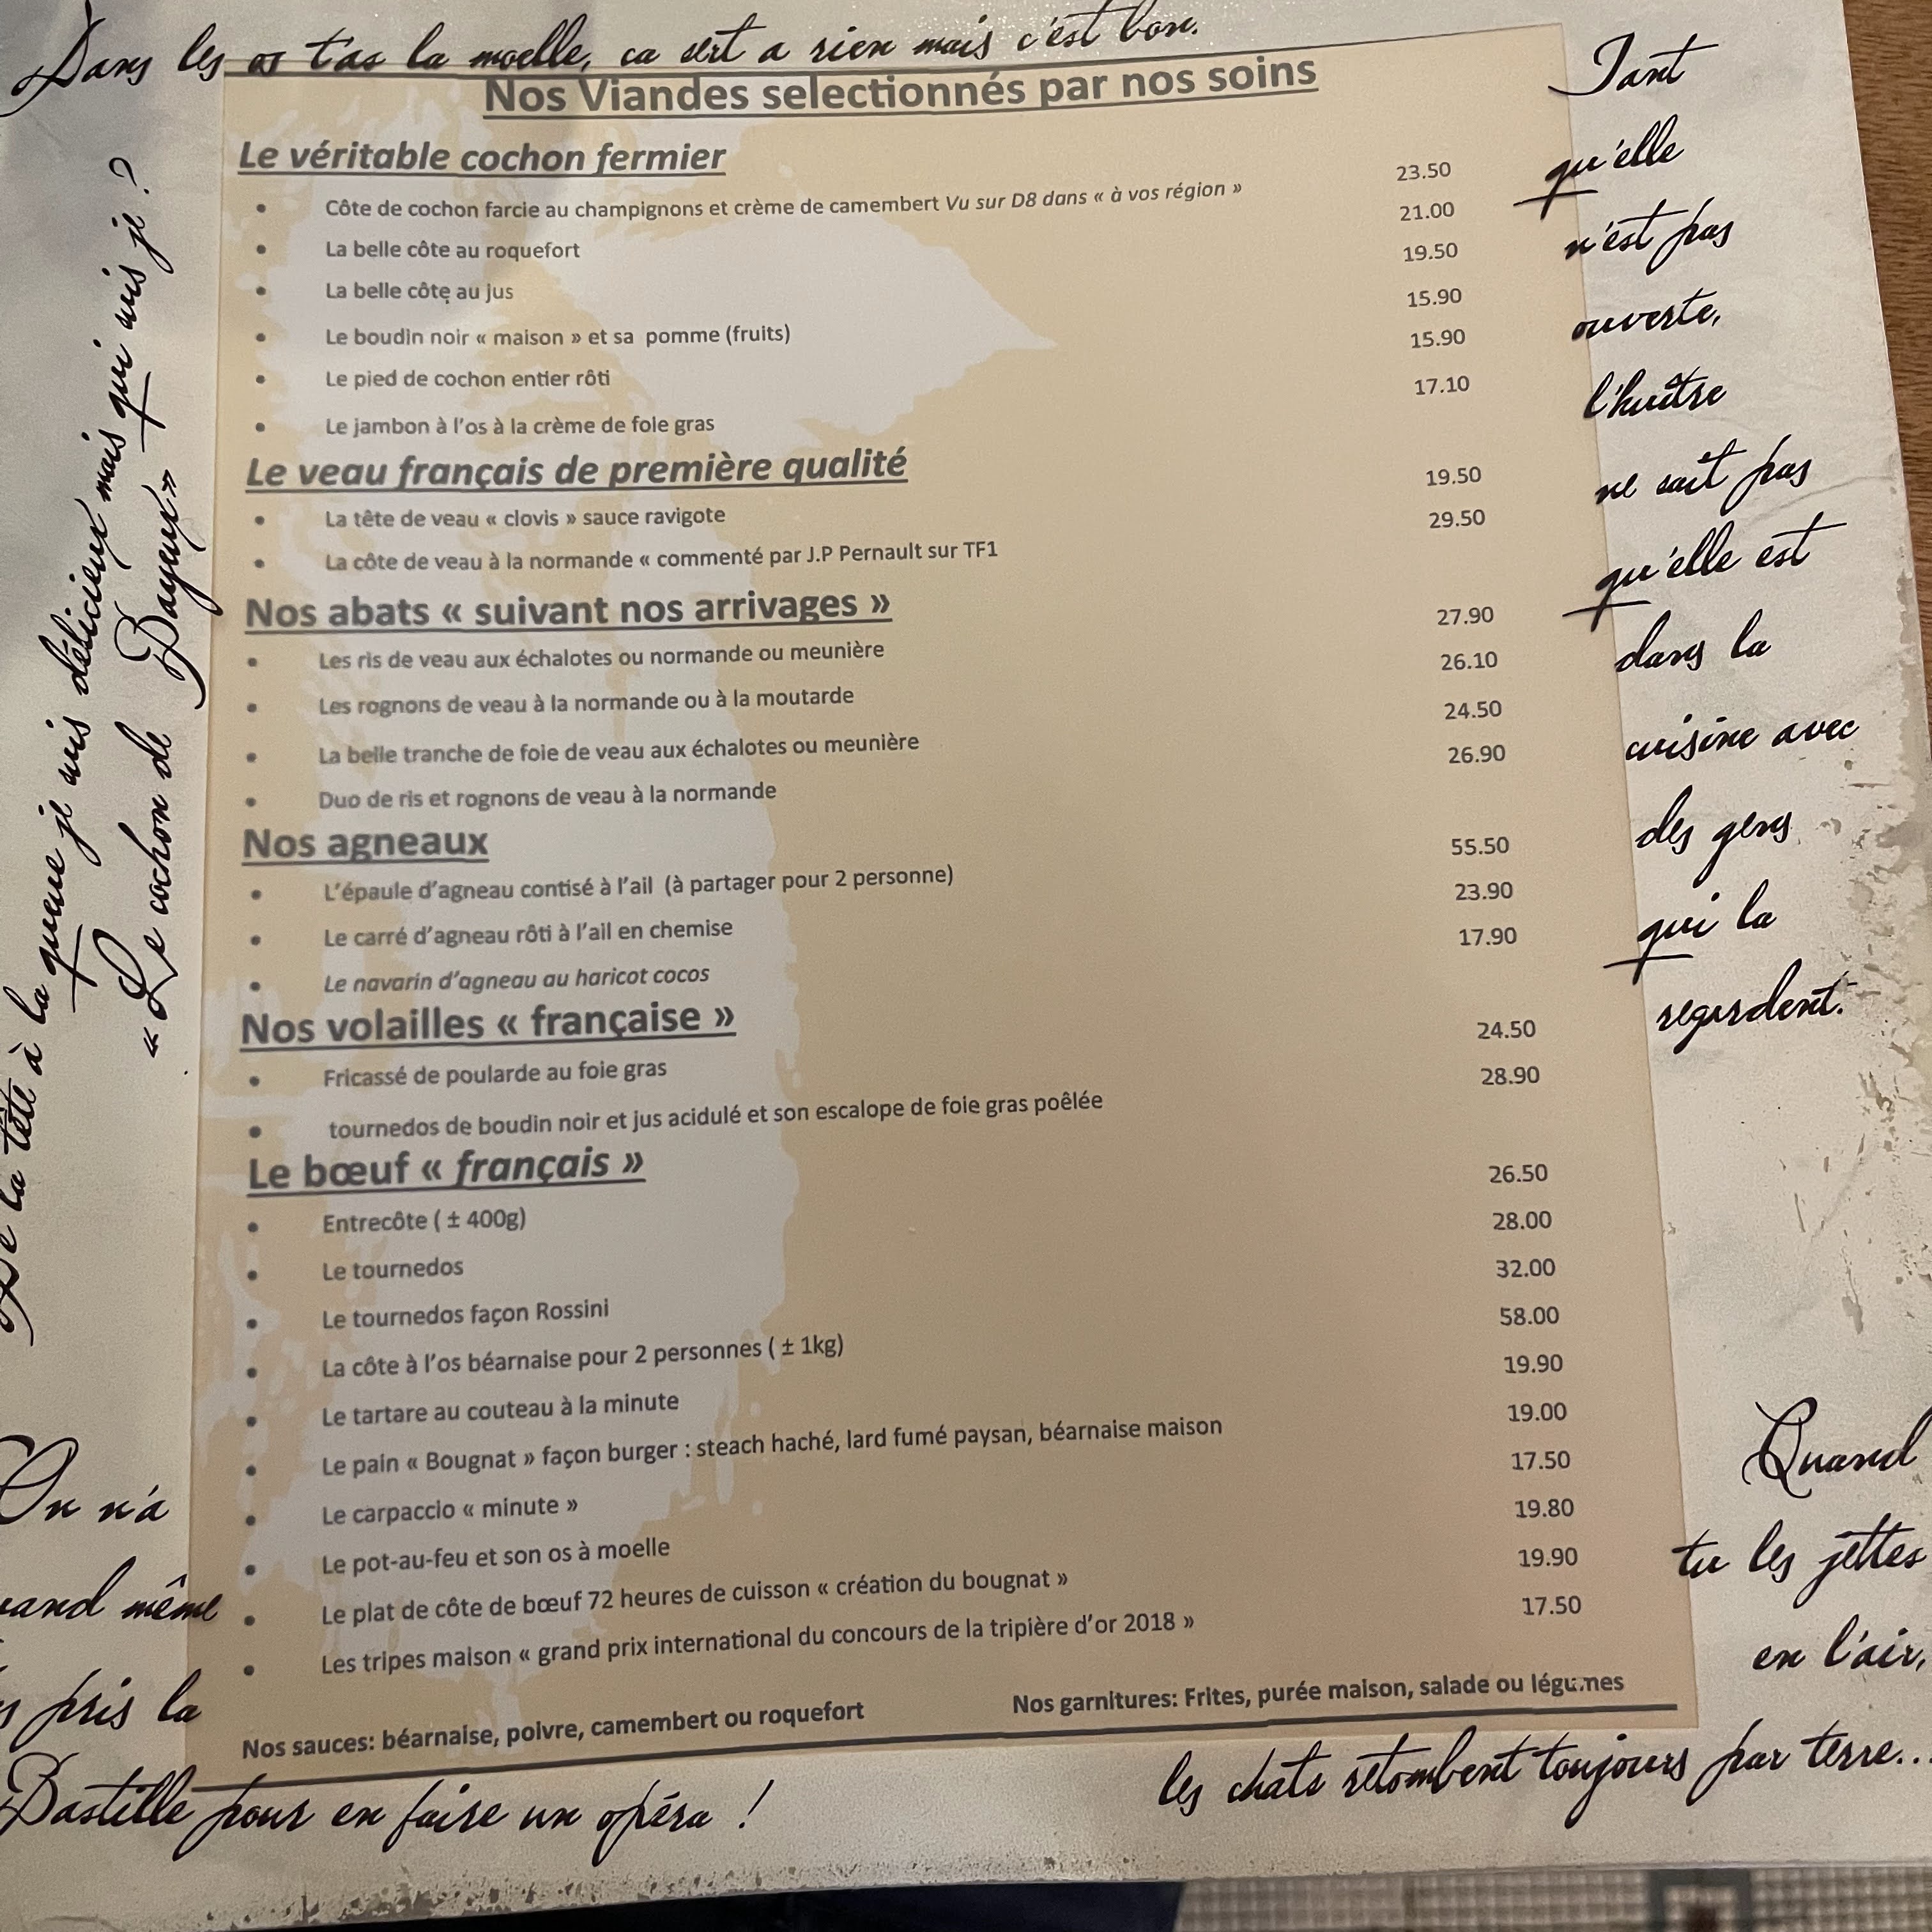 Dans les os t'as la moelle, ca sert a rien mais c'est bon.
Nos Viandes selectionnés par nos soins
Le véritable cochon fermier
• Côte de cochon farcie au champignons et crème de camembert Vu sur D8 dans « à vos région » 23.50
• La belle côte au roquefort 21.00
• La belle côte au jus 19.50
• Le boudin noir « maison » et sa pomme (fruits) 15.90
• Le pied de cochon entier rôti 15.90
• Le jambon à l'os à la crème de foie gras 17.10
Le veau français de première qualité
• La tête de veau « clovis » sauce ravigote 19.50
• La côte de veau à la normande « commenté par J.P Pernault sur TF1 29.50
Nos abats « suivant nos arrivages »
• Les ris de veau aux échalotes ou normande ou meunière 27.90
• Les rognons de veau à la normande ou à la moutarde 26.10
• La belle tranche de foie de veau aux échalotes ou meunière 24.50
• Duo de ris et rognons de veau à la normande 26.90
Nos agneaux
• L'épaule d'agneau contisé à l'ail (à partager pour 2 personne) 55.50
• Le carré d'agneau rôti à l'ail en chemise 23.90
• Le navarin d'agneau au haricot cocos 17.90
Nos volailles « française »
• Fricassé de poularde au foie gras 24.50
• tournedos de boudin noir et jus acidulé et son escalope de foie gras poêlée 28.90
Le bœuf « français »
• Entrecôte ( ± 400g) 26.50
• Le tournedos 28.00
• Le tournedos façon Rossini 32.00
• La côte à l'os béarnaise pour 2 personnes ( ± 1kg) 58.00
• Le tartare au couteau à la minute 19.90
• Le pain « Bougnat » façon burger : steach haché, lard fumé paysan, béarnaise maison 19.00
• Le carpaccio « minute » 17.50
• Le pot-au-feu et son os à moelle 19.80
• Le plat de côte de bœuf 72 heures de cuisson « création du bougnat » 19.90
• Les tripes maison « grand prix international du concours de la tripière d'or 2018 » 17.50
Nos sauces: béarnaise, poivre, camembert ou roquefort
Nos garnitures: Frites, purée maison, salade ou légumes
Tant
qu'elle
n'est pas
ouverte,
l'huître
ne sait pas
qu'elle est
dans la
cuisine avec
des gens
qui la
regardent.
la tête à la queue je suis délicieux mais qui suis je ?
« Le cochon de Bayeux »
On n'a
même
pris la
Bastille pour en faire un opéra !
Quand
tu les jettes
en l'air,
les chats retombent toujours par terre...